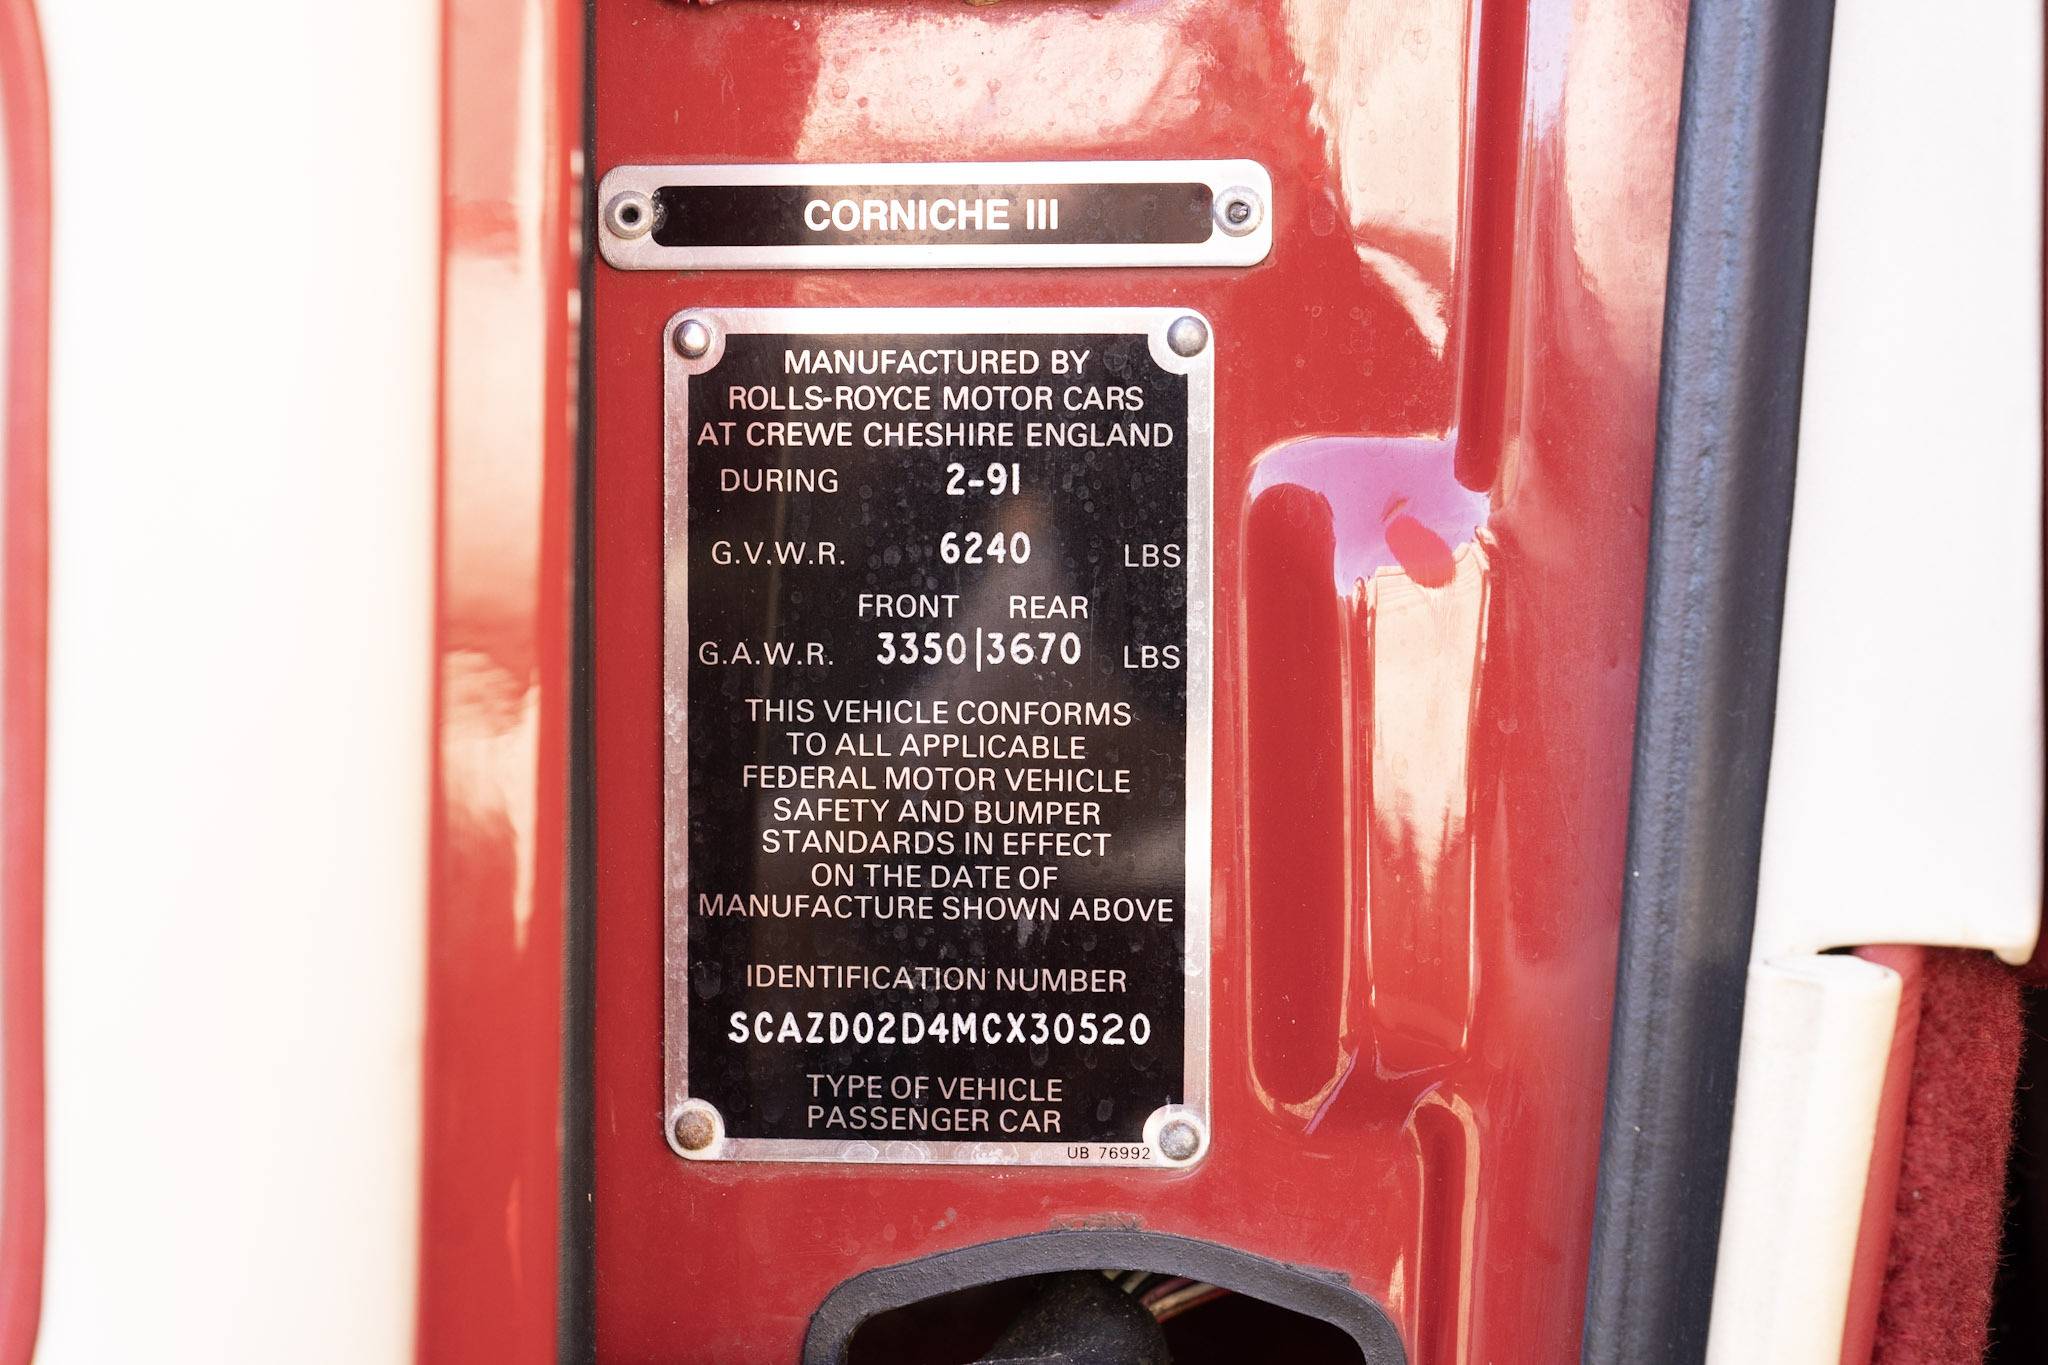 CORNICHE III
MANUFACTURED BY
ROLLS-ROYCE MOTOR CARS
AT CREWE CHESHIRE ENGLAND
DURING 2-91
G.V.W.R. 6240 LBS
FRONT REAR
G.A.W.R. 3350|3670 LBS
THIS VEHICLE CONFORMS
TO ALL APPLICABLE
FEDERAL MOTOR VEHICLE
SAFETY AND BUMPER
STANDARDS IN EFFECT
ON THE DATE OF
MANUFACTURE SHOWN ABOVE
IDENTIFICATION NUMBER
SCAZD02D4MCX30520
TYPE OF VEHICLE
PASSENGER CAR
UB 76992